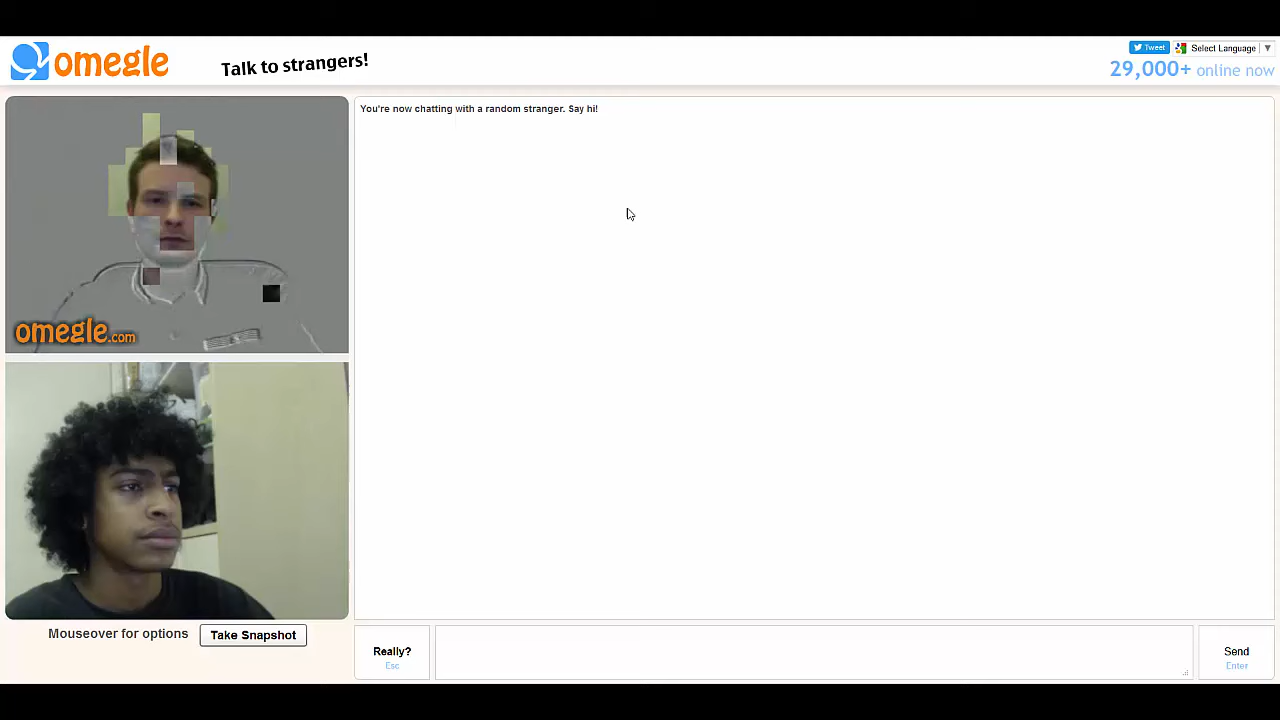 omegle
Talk to strangers!
Tweet
Select Language ▼
29,000+ online now
You're now chatting with a random stranger. Say hi!
omegle.com
Mouseover for options
Take Snapshot
Really?
Esc
Send
Enter